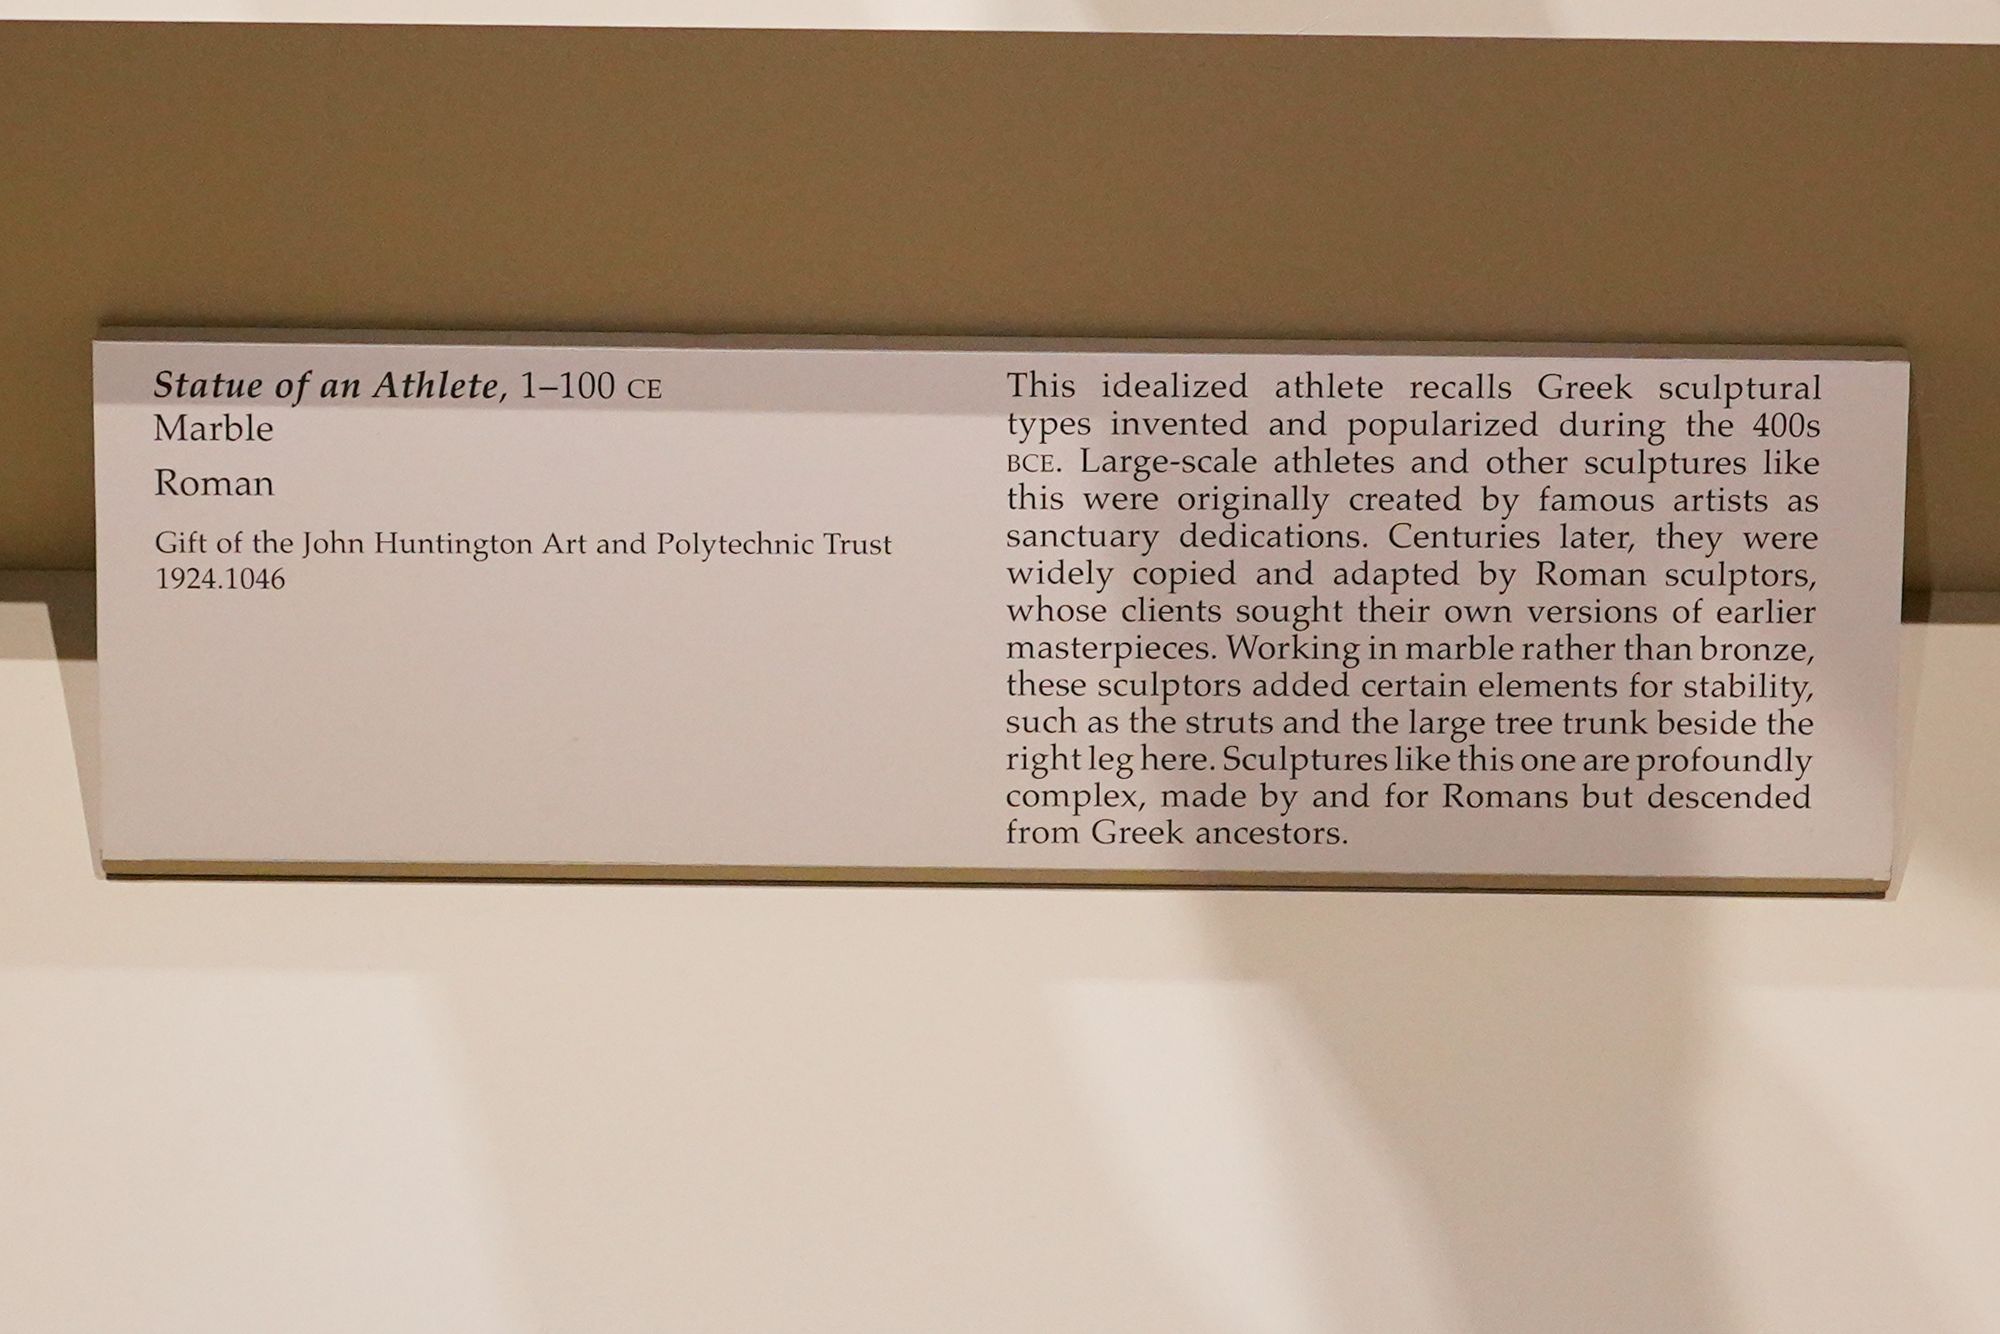 Statue of an Athlete, 1–100 CE
Marble
Roman
Gift of the John Huntington Art and Polytechnic Trust
1924.1046
This idealized athlete recalls Greek sculptural
types invented and popularized during the 400s
BCE. Large-scale athletes and other sculptures like
this were originally created by famous artists as
sanctuary dedications. Centuries later, they were
widely copied and adapted by Roman sculptors,
whose clients sought their own versions of earlier
masterpieces. Working in marble rather than bronze,
these sculptors added certain elements for stability,
such as the struts and the large tree trunk beside the
right leg here. Sculptures like this one are profoundly
complex, made by and for Romans but descended
from Greek ancestors.